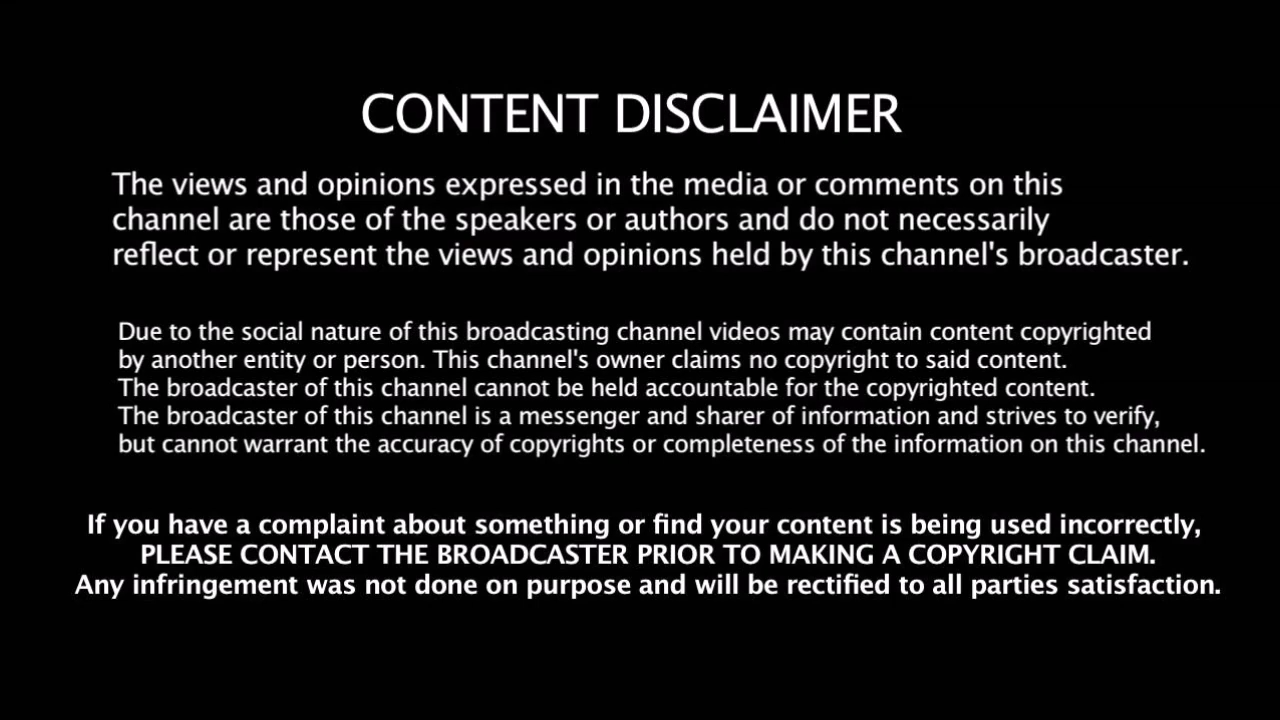 CONTENT DISCLAIMER
The views and opinions expressed in the media or comments on this
channel are those of the speakers or authors and do not necessarily
reflect or represent the views and opinions held by this channel's broadcaster.
Due to the social nature of this broadcasting channel videos may contain content copyrighted
by another entity or person. This channel's owner claims no copyright to said content.
The broadcaster of this channel cannot be held accountable for the copyrighted content.
The broadcaster of this channel is a messenger and sharer of information and strives to verify,
but cannot warrant the accuracy of copyrights or completeness of the information on this channel.
If you have a complaint about something or find your content is being used incorrectly,
PLEASE CONTACT THE BROADCASTER PRIOR TO MAKING A COPYRIGHT CLAIM.
Any infringement was not done on purpose and will be rectified to all parties satisfaction.